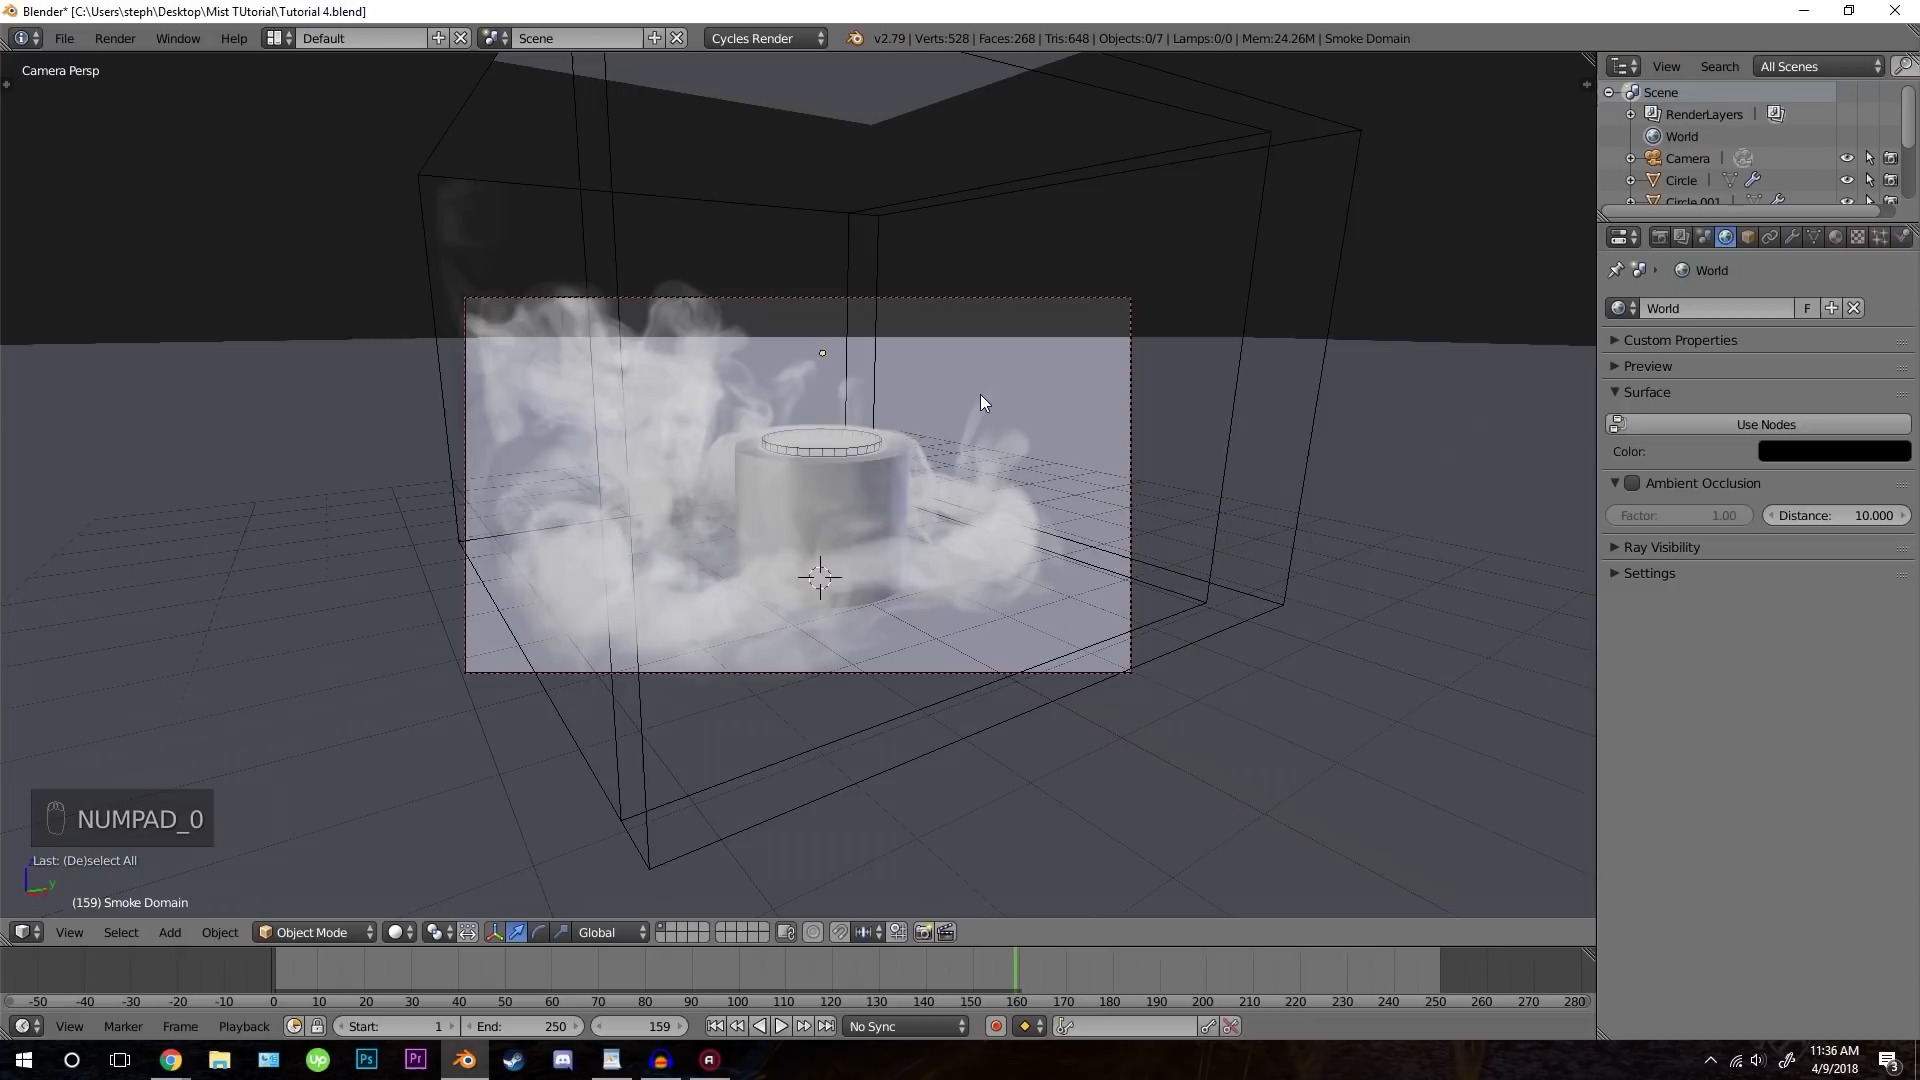 Blender* [C:\Users\steph\Desktop\Mist TUtorial\Tutorial 4.blend]
File Render Window Help Default Scene Cycles Render v2.79 | Verts:528 | Faces:268 | Tris:648 | Objects:0/7 | Lamps:0/0 | Mem:24.26M | Smoke Domain
Camera Persp
View Search All Scenes
Scene
RenderLayers |
World
Camera |
Circle |
Circle.001
World
World F
Custom Properties
Preview
Surface
Use Nodes
Color:
Ambient Occlusion
Factor: 1.00 Distance: 10.000
Ray Visibility
Settings
NUMPAD_0
Last: (De)select All
y
(159) Smoke Domain
View Select Add Object Object Mode Global
-50 -40 -30 -20 -10 0 10 20 30 40 50 60 70 80 90 100 110 120 130 140 150 160 170 180 190 200 210 220 230 240 250 260 270 280
View Marker Frame Playback Start: 1 End: 250 159 No Sync
Up Ps Pr
11:36 AM
4/9/2018
3